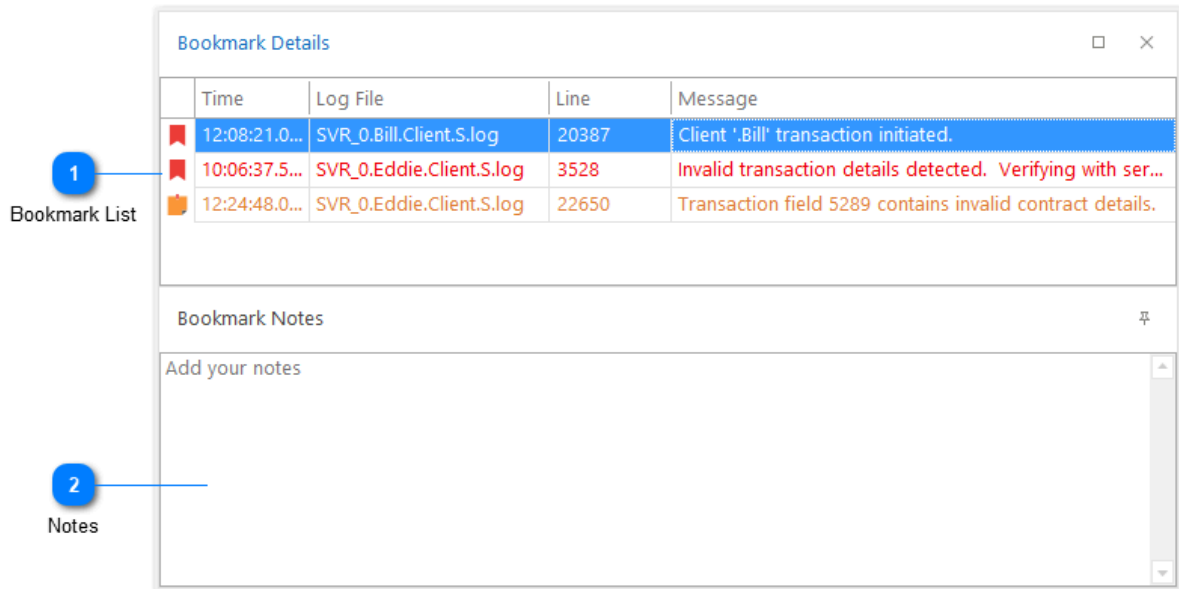 Bookmark Details
Time Log File Line Message
12:08:21.0... SVR_0.Bill.Client.S.log 20387 Client '.Bill' transaction initiated.
1 10:06:37.5... SVR_0.Eddie.Client.S.log 3528 Invalid transaction details detected.  Verifying with ser...
Bookmark List 12:24:48.0... SVR_0.Eddie.Client.S.log 22650 Transaction field 5289 contains invalid contract details.
Bookmark Notes
Add your notes
2
Notes